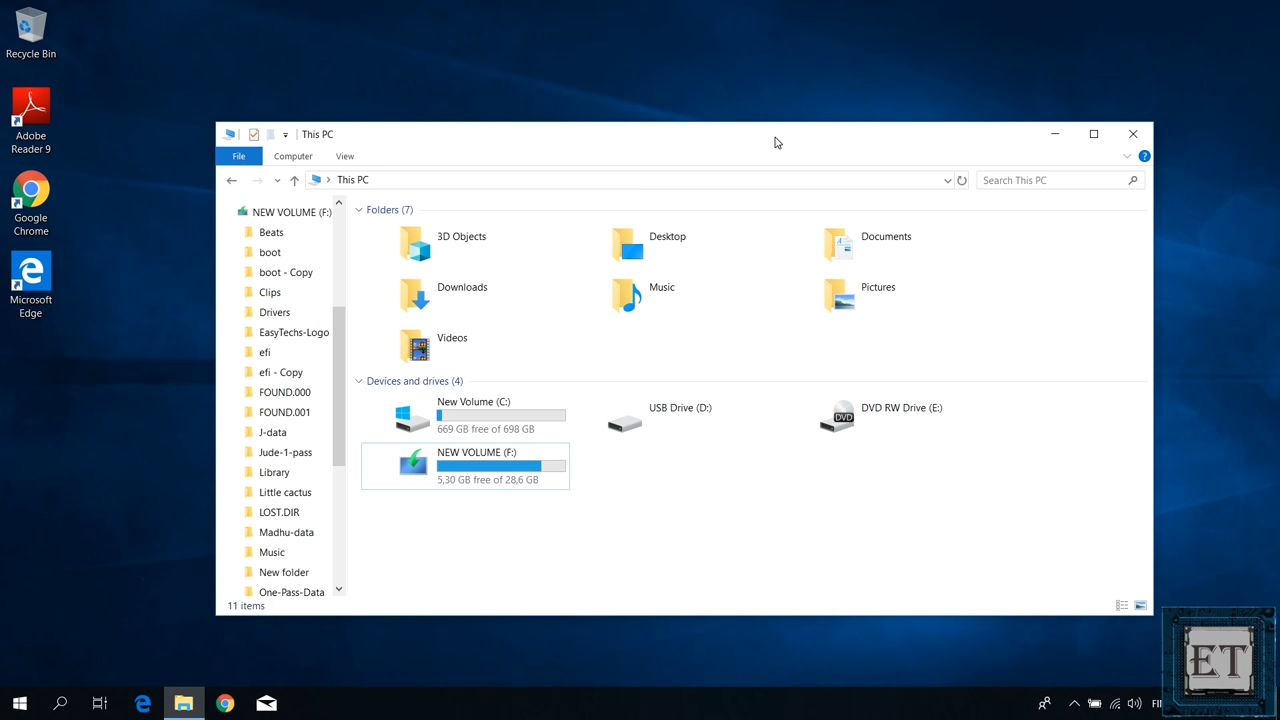 Recycle Bin
Adobe
Reader 9
Google
Chrome
Microsoft
Edge
This PC
File
Computer
View
?
This PC
Search This PC
NEW VOLUME (F:)
Beats
boot
boot - Copy
Clips
Drivers
EasyTechs-Logo
efi
efi - Copy
FOUND.000
FOUND.001
J-data
Jude-1-pass
Library
Little cactus
LOST.DIR
Madhu-data
Music
New folder
One-Pass-Data
Folders (7)
3D Objects
Desktop
Documents
Downloads
Music
Pictures
Videos
Devices and drives (4)
New Volume (C:)
669 GB free of 698 GB
USB Drive (D:)
DVD
DVD RW Drive (E:)
NEW VOLUME (F:)
5,30 GB free of 28,6 GB
11 items
ET